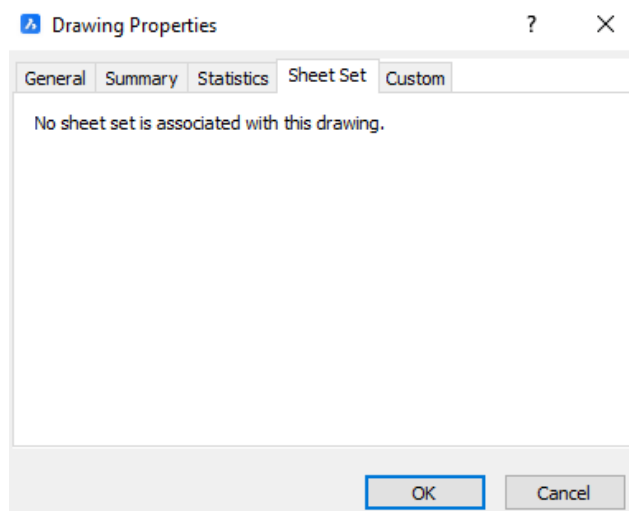 Drawing Properties ?
General Summary Statistics Sheet Set Custom
No sheet set is associated with this drawing.
OK Cancel